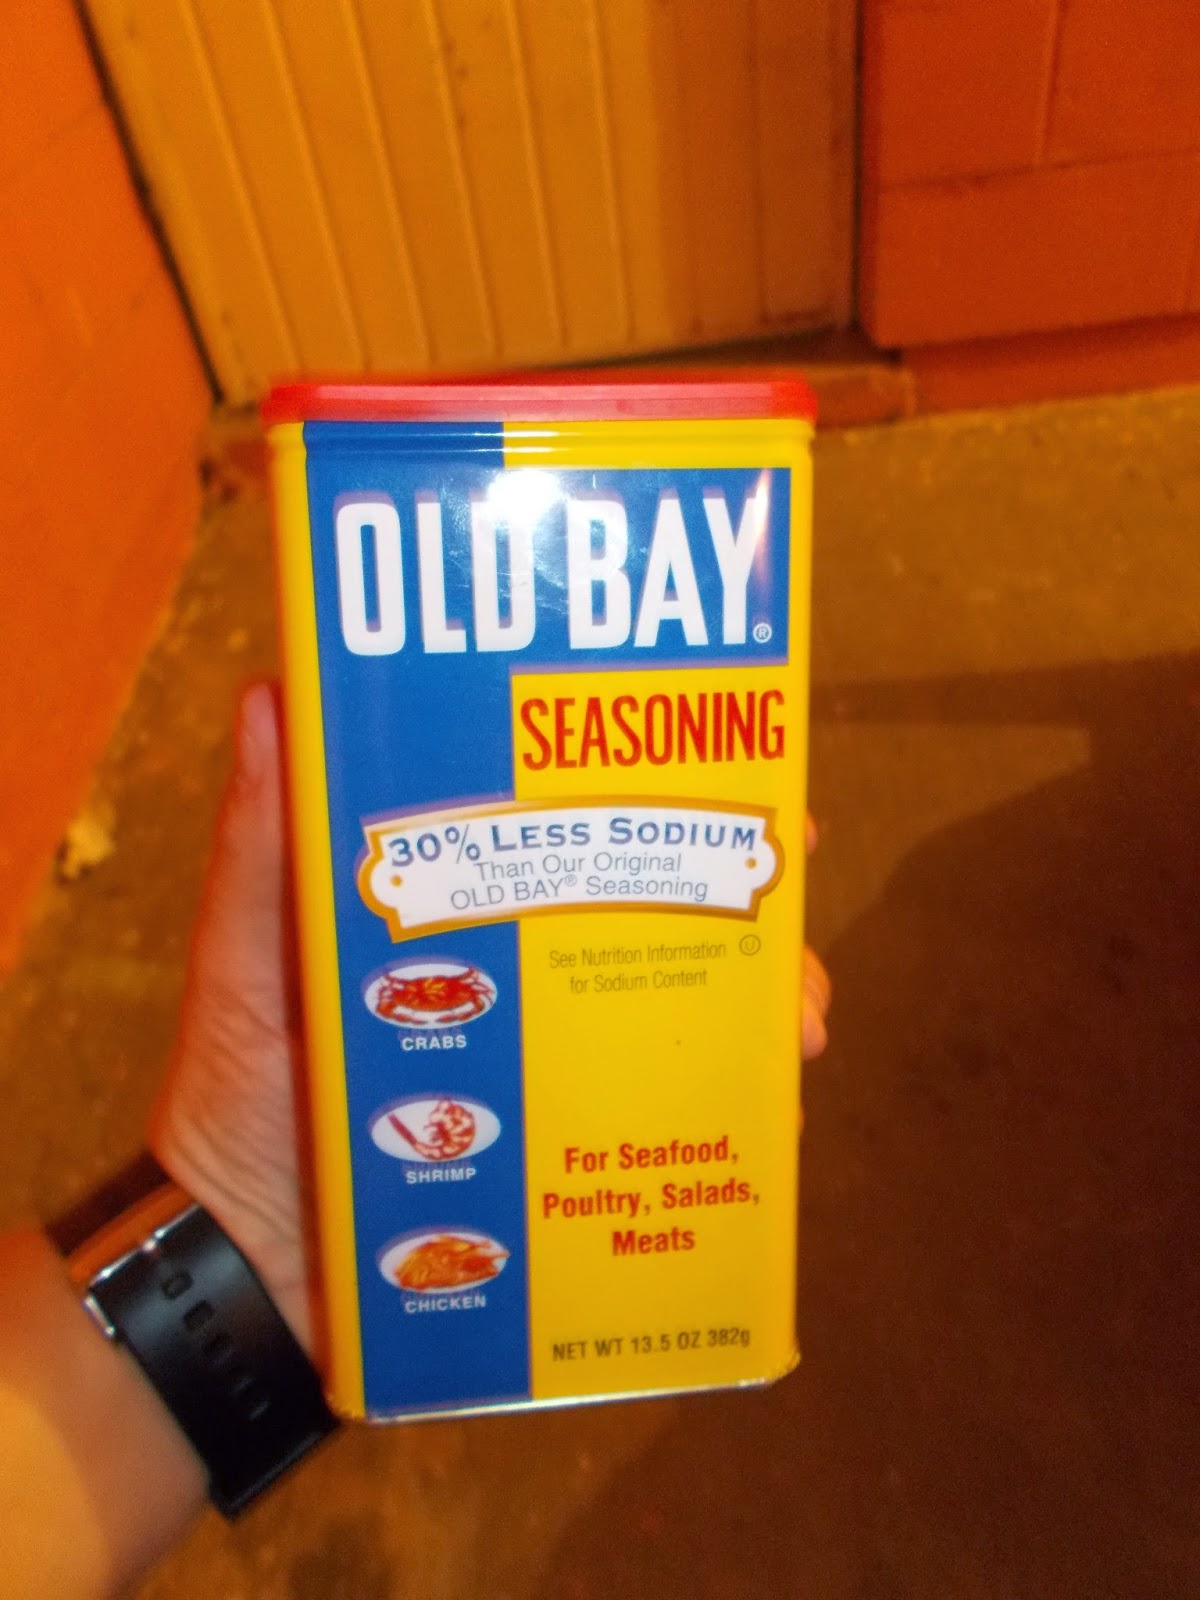 OLD BAY®
SEASONING
30% LESS SODIUM
Than Our Original
OLD BAY® Seasoning
See Nutrition Information Ⓤ
for Sodium Content
CRABS
SHRIMP
CHICKEN
For Seafood,
Poultry, Salads,
Meats
NET WT 13.5 OZ 382g